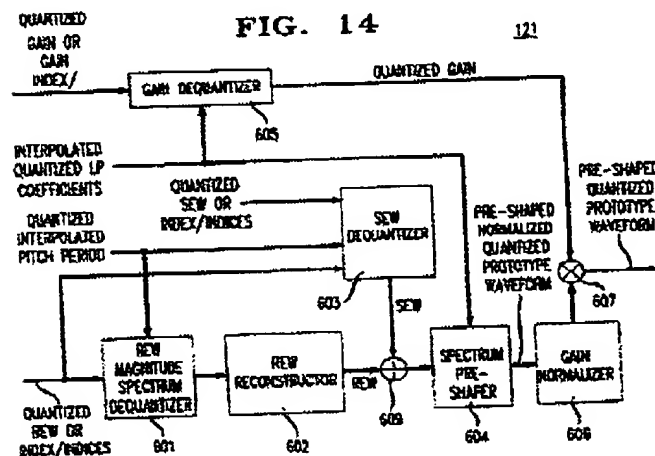 FIG. 14
121
QUANTIZED
GAIN OR
GAIN
INDEX/
GAIN DEQUANTIZER
605
QUANTIZED GAIN
INTERPOLATED
QUANTIZED LP
COEFFICIENTS
QUANTIZED
SEW OR
INDEX/INDICES
QUANTIZED
INTERPOLATED
PITCH PERIOD
SEW
DEQUANTIZER
603
SEW
PRE-SHAPED
NORMALIZED
QUANTIZED
PROTOTYPE
WAVEFORM
PRE-SHAPED
QUANTIZED
PROTOTYPE
WAVEFORM
607
REW
MAGNITUDE
SPECTRUM
DEQUANTIZER
601
REW
RECONSTRUCTOR
602
REW
609
SPECTRUM
PRE-
SHAPER
604
GAIN
NORMALIZER
606
QUANTIZED
REW OR
INDEX/INDICES